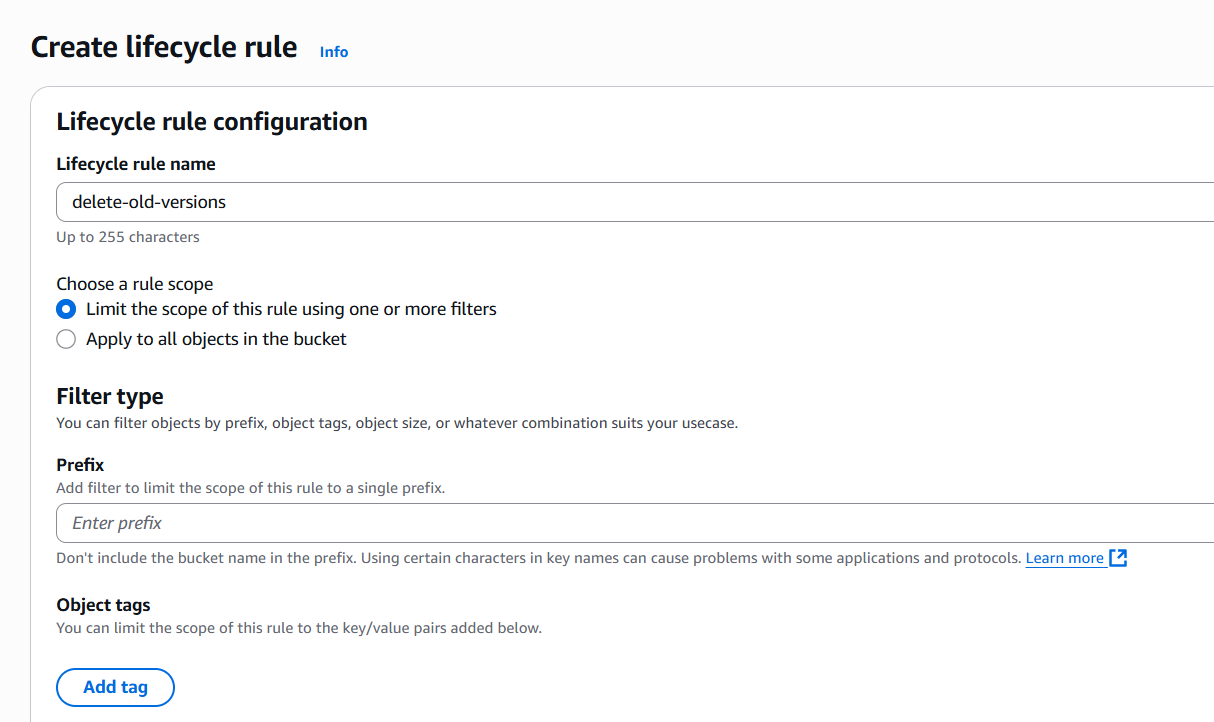 Create lifecycle rule Info
Lifecycle rule configuration
Lifecycle rule name
delete-old-versions
Up to 255 characters
Choose a rule scope
Limit the scope of this rule using one or more filters
Apply to all objects in the bucket
Filter type
You can filter objects by prefix, object tags, object size, or whatever combination suits your usecase.
Prefix
Add filter to limit the scope of this rule to a single prefix.
Enter prefix
Don't include the bucket name in the prefix. Using certain characters in key names can cause problems with some applications and protocols. Learn more
Object tags
You can limit the scope of this rule to the key/value pairs added below.
Add tag